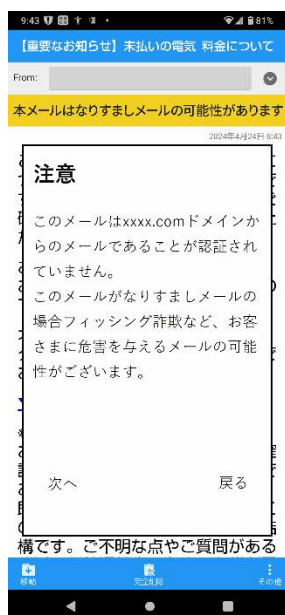 9:43
81%
【重要なお知らせ】未払いの電気 料金について
From:
本メールはなりすましメールの可能性があります
2024年4月24日 8:43
注意
このメールはxxxx.comドメインか
らのメールであることが認証され
ていません。
このメールがなりすましメールの
場合フィッシング詐欺など、お客
さまに危害を与えるメールの可能
性がございます。
次へ
戻る
構です。ご不明な点やご質問がある
移動
完全削除
その他